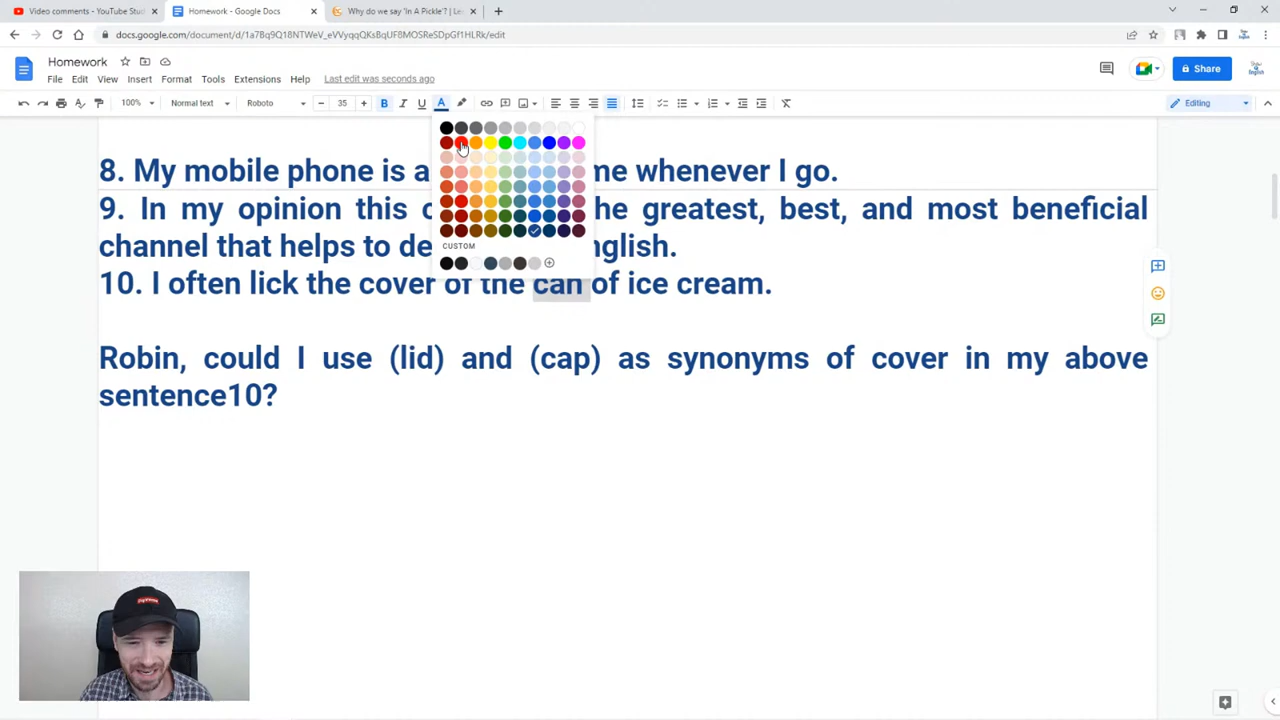 Video comments - YouTube Stu
Homework - Google Docs
Why do we say 'In A Pickle'? | Le
docs.google.com/document/d/1a7Bq9Q18NTWeV_eVVyqqQKsBqUF8MOSReSDpGf1HLRk/edit
Homework
File Edit View Insert Format Tools Extensions Help Last edit was seconds ago
Share
100% Normal text Roboto 35 Editing
8. My mobile phone is a me whenever I go.
9. In my opinion this he greatest, best, and most beneficial
channel that helps to de nglish.
10. I often lick the cover of the can of ice cream.
CUSTOM
Robin, could I use (lid) and (cap) as synonyms of cover in my above
sentence10?